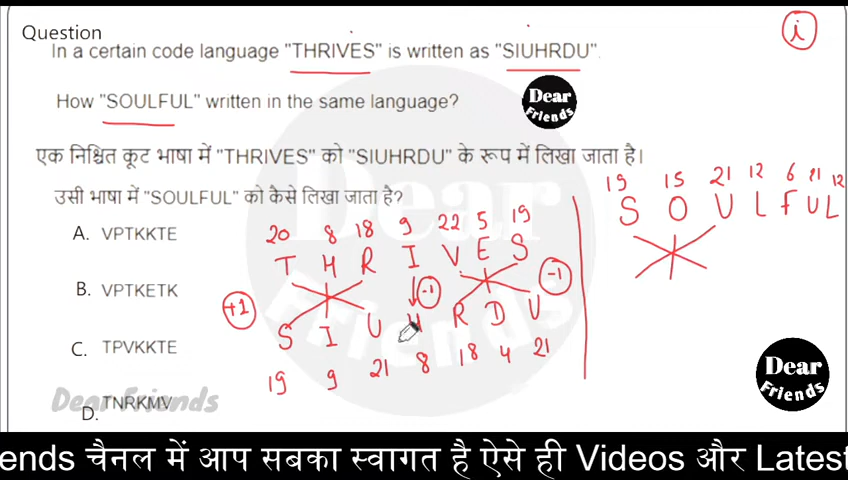 Question
i
In a certain code language "THRIVES" is written as "SIUHRDU".
How "SOULFUL" written in the same language?
Dear Friends
एक निश्चित कूट भाषा में "THRIVES" को "SIUHRDU" के रूप में लिखा जाता है।
उसी भाषा में "SOULFUL" को कैसे लिखा जाता है?
A. VPTKKTE
B. VPTKETK
C. TPVKKTE
D. TNRKMV
20 8 18 9 22 5 19
T H R I V E S
+1 -1 -1
S I U H R D U
19 9 21 8 18 4 21
19 15 21 12 6 21 12
S O U L F U L
Dear Friends
Dear Friends
Dear Friends
ends चैनल में आप सबका स्वागत है ऐसे ही Videos और Latest